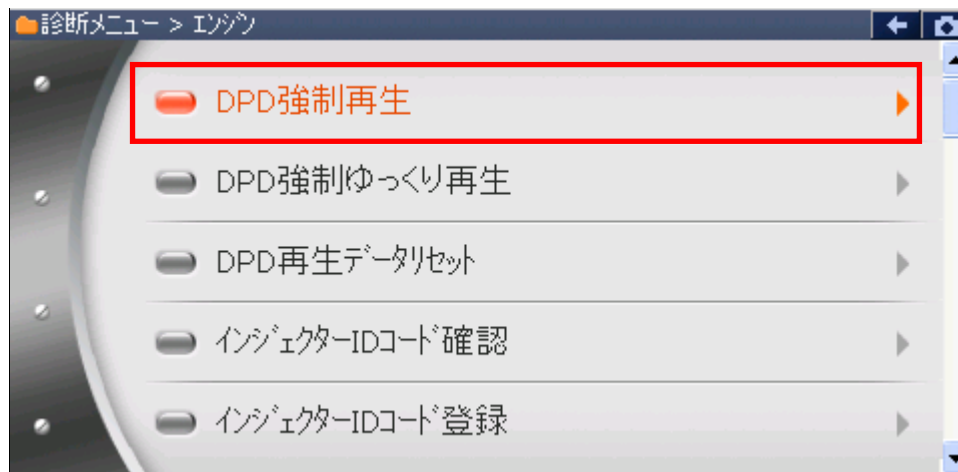 診断メニュー > エンジン
DPD強制再生
DPD強制ゆっくり再生
DPD再生データリセット
インジェクターIDコード確認
インジェクターIDコード登録